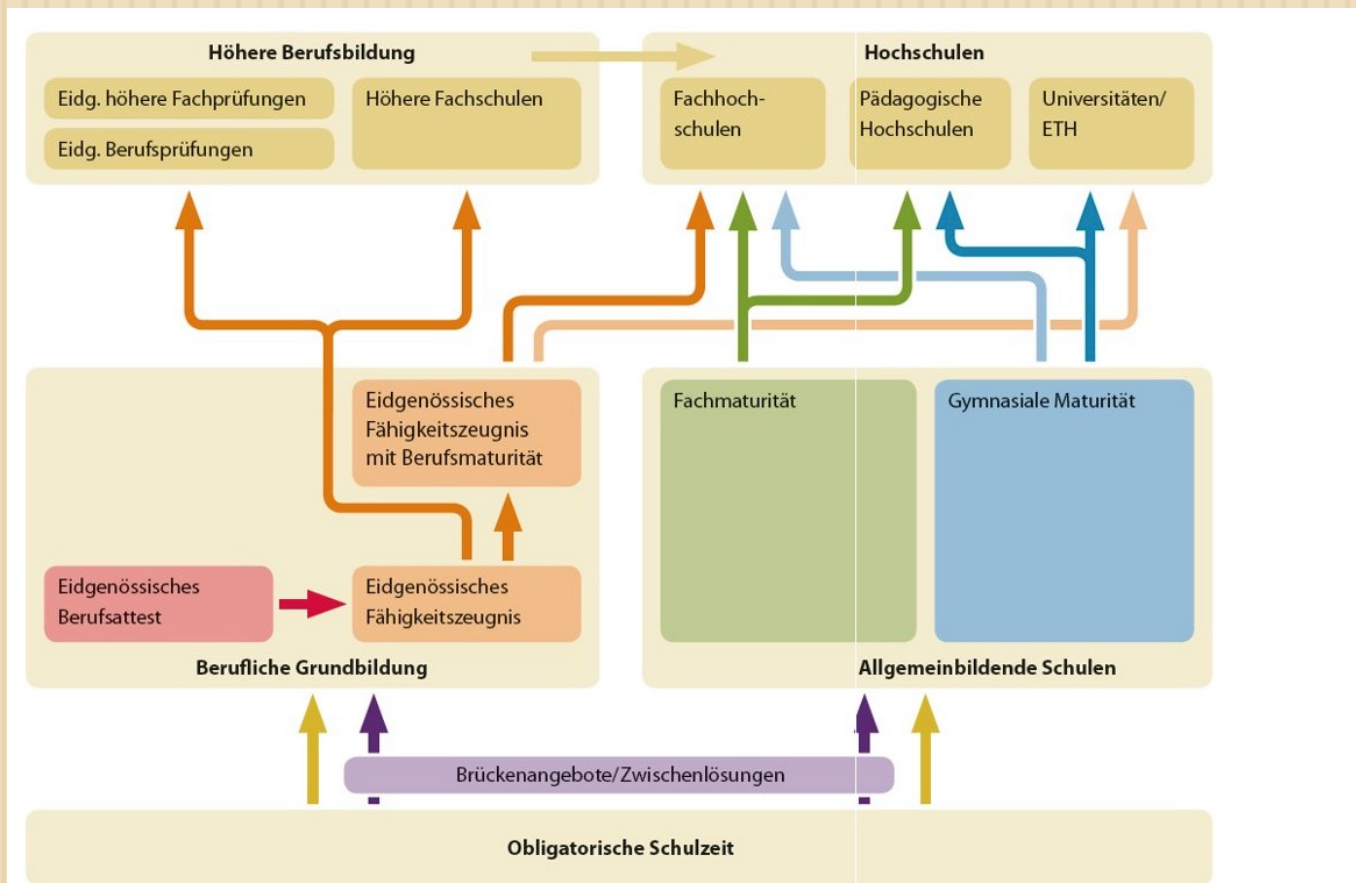 Höhere Berufsbildung
Eidg. höhere Fachprüfungen
Eidg. Berufsprüfungen
Höhere Fachschulen
Hochschulen
Fachhoch-
schulen
Pädagogische
Hochschulen
Universitäten/
ETH
Eidgenössisches
Fähigkeitszeugnis
mit Berufsmaturität
Eidgenössisches
Berufsattest
Eidgenössisches
Fähigkeitszeugnis
Berufliche Grundbildung
Fachmaturität
Gymnasiale Maturität
Allgemeinbildende Schulen
Brückenangebote/Zwischenlösungen
Obligatorische Schulzeit